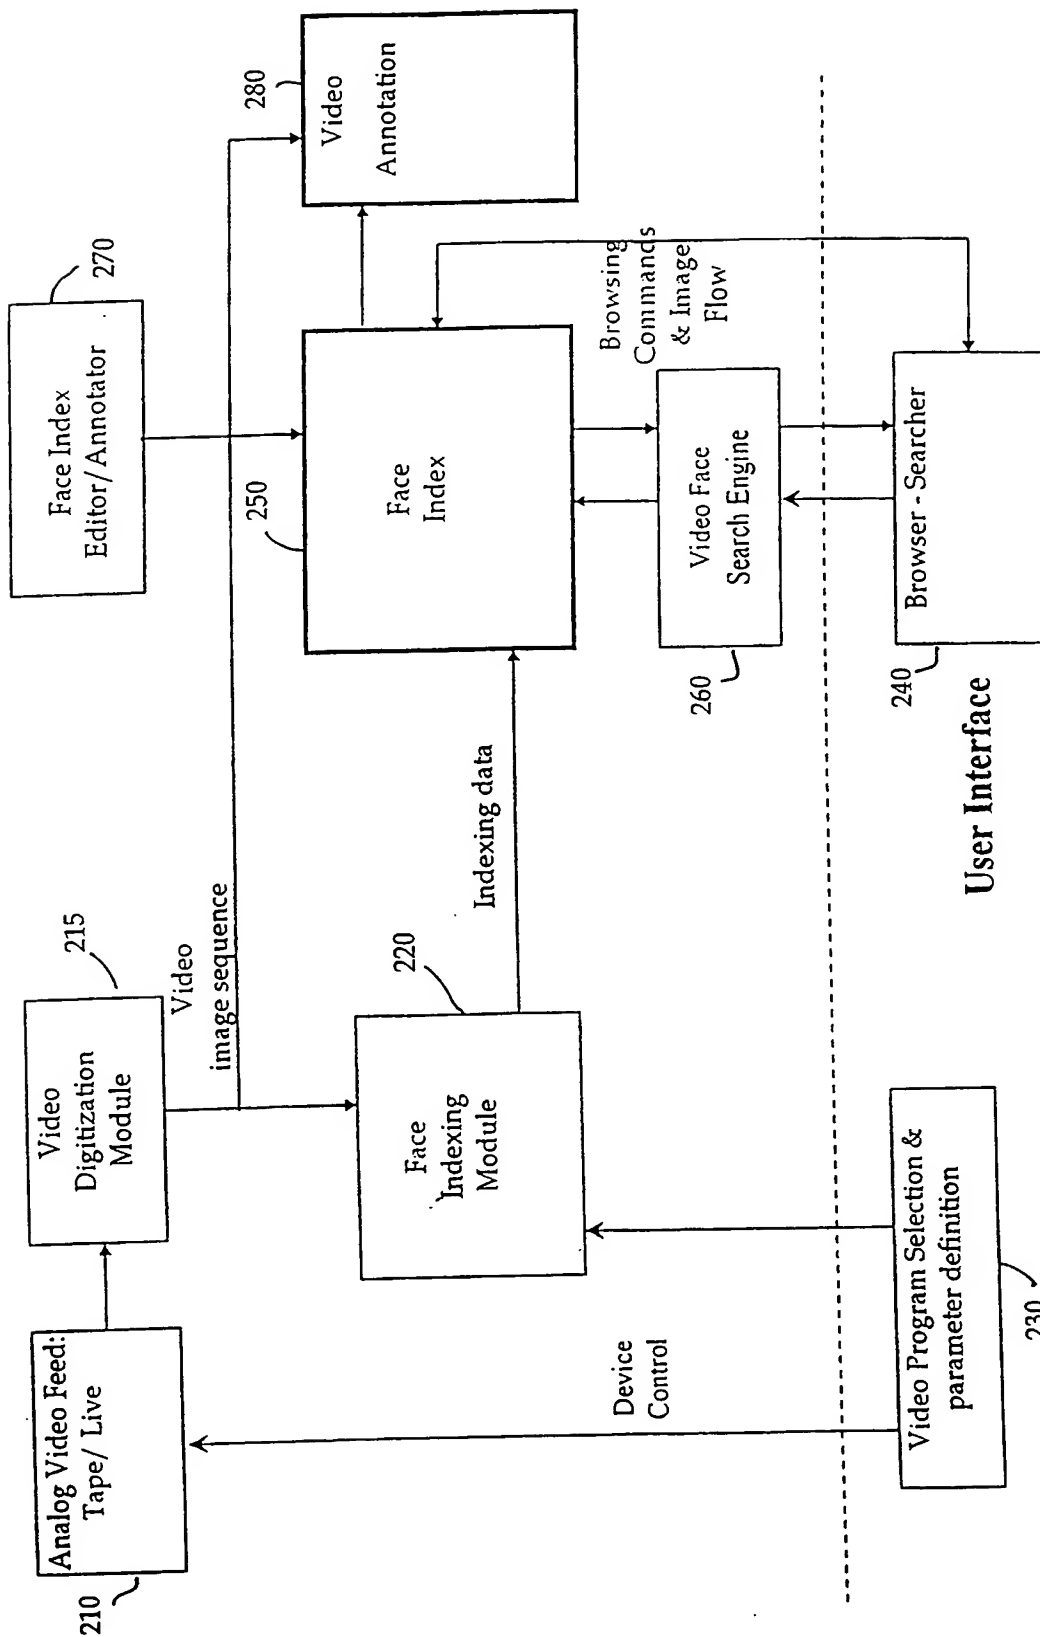 Analog Video Feed:
Tape/ Live
210
Video
Digitization
Module
215
Video
image sequence
Face Index
Editor/Annotator
270
280
Video
Annotation
Face
Indexing
Module
220
Indexing data
250
Face
Index
Browsing
Commands
& Image
Flow
Device
Control
Video Face
Search Engine
260
Video Program Selection &
parameter definition
230
User Interface
240
Browser - Searcher